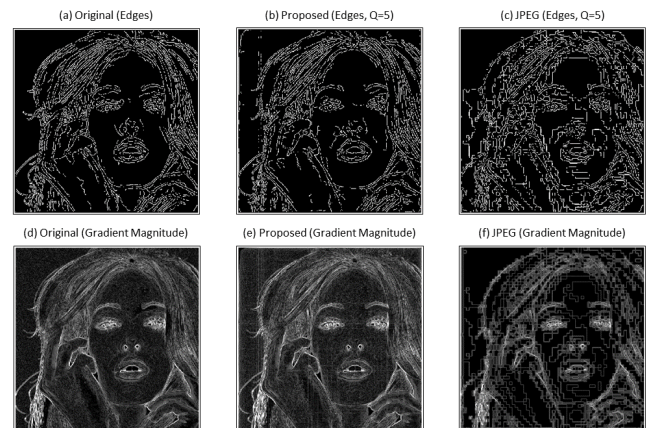 (a) Original (Edges)
(b) Proposed (Edges, Q=5)
(c) JPEG (Edges, Q=5)
(d) Original (Gradient Magnitude)
(e) Proposed (Gradient Magnitude)
(f) JPEG (Gradient Magnitude)